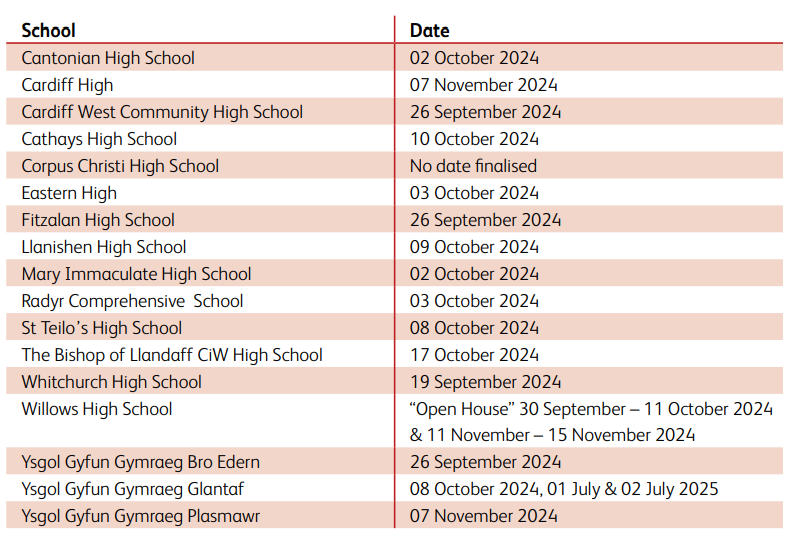 School Date
Cantonian High School 02 October 2024
Cardiff High 07 November 2024
Cardiff West Community High School 26 September 2024
Cathays High School 10 October 2024
Corpus Christi High School No date finalised
Eastern High 03 October 2024
Fitzalan High School 26 September 2024
Llanishen High School 09 October 2024
Mary Immaculate High School 02 October 2024
Radyr Comprehensive School 03 October 2024
St Teilo’s High School 08 October 2024
The Bishop of Llandaff CiW High School 17 October 2024
Whitchurch High School 19 September 2024
Willows High School “Open House” 30 September – 11 October 2024
& 11 November – 15 November 2024
Ysgol Gyfun Gymraeg Bro Edern 26 September 2024
Ysgol Gyfun Gymraeg Glantaf 08 October 2024, 01 July & 02 July 2025
Ysgol Gyfun Gymraeg Plasmawr 07 November 2024